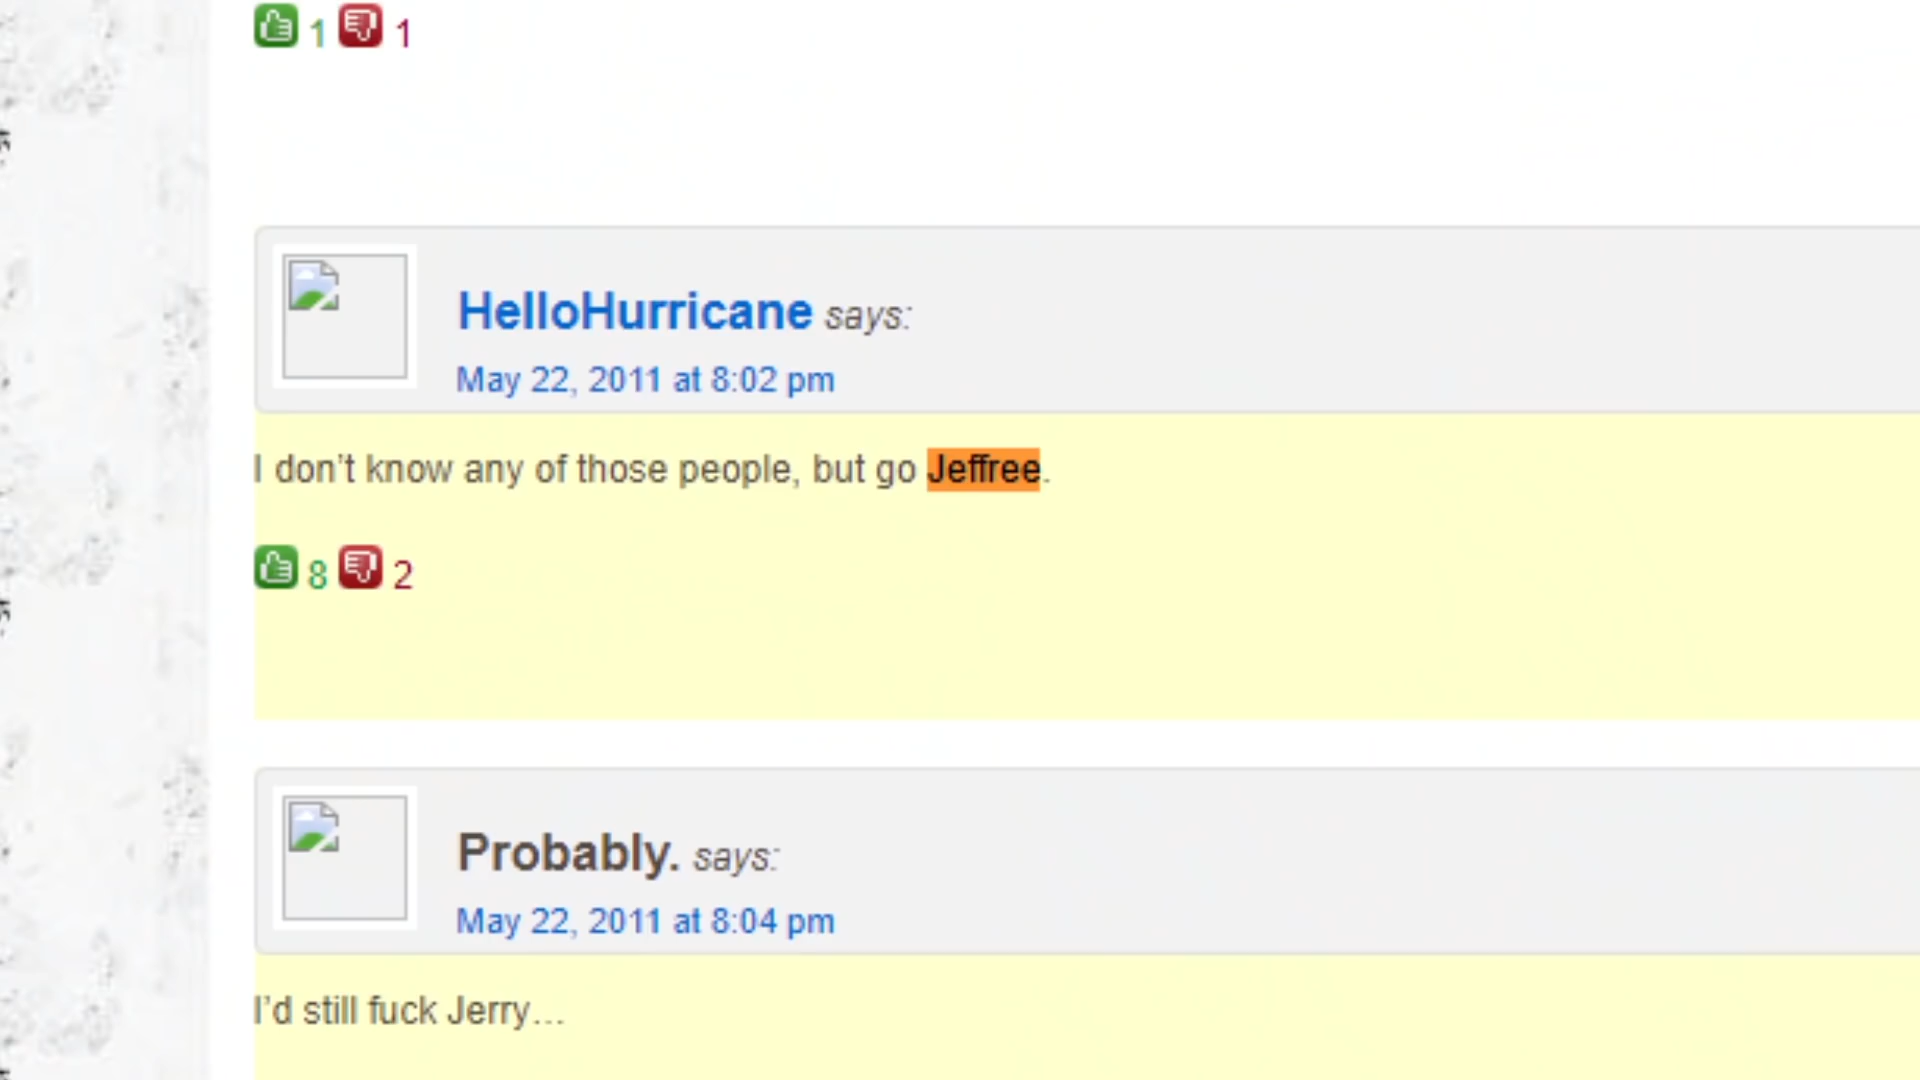 1 1
HelloHurricane says:
May 22, 2011 at 8:02 pm
I don't know any of those people, but go Jeffree.
8 2
Probably. says:
May 22, 2011 at 8:04 pm
I'd still fuck Jerry...